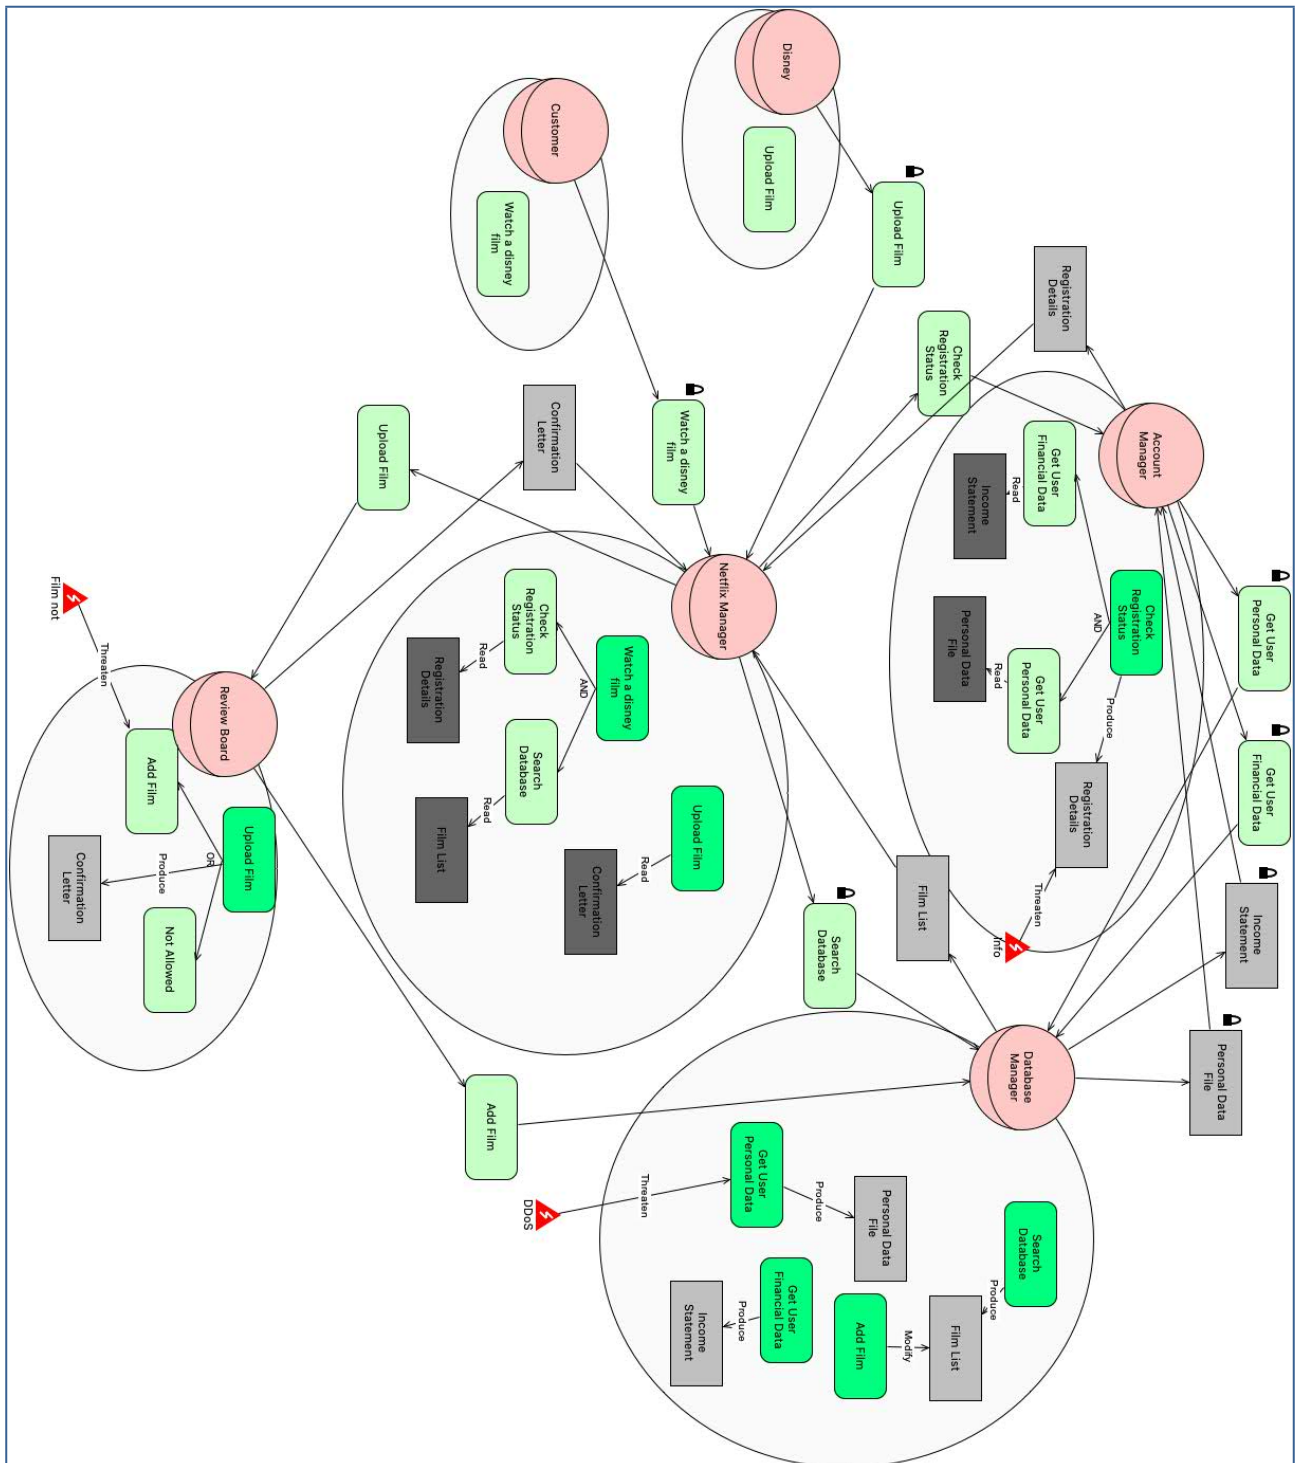 Get User
Personal Data
Get User
Financial Data
Income
Statement
Personal Data
File
Account
Manager
Check
Registration
Status
AND
Produce
Registration
Details
Registration
Details
Get User
Financial Data
Read
Income
Statement
Get User
Personal Data
Read
Personal Data
File
Threaten
Info
Check
Registration
Status
Film List
Database
Manager
Search
Database
Produce
Film List
Modify
Add Film
Personal Data
File
Produce
Get User
Personal Data
Get User
Financial Data
Produce
Income
Statement
Threaten
DDoS
Disney
Upload Film
Upload Film
Search
Database
Netflix Manager
Upload Film
Read
Confirmation
Letter
Watch a disney
film
AND
Check
Registration
Status
Read
Registration
Details
Search
Database
Read
Film List
Watch a disney
film
Customer
Watch a disney
film
Confirmation
Letter
Upload Film
Add Film
Review Board
Upload Film
OR
Add Film
Not Allowed
Produce
Confirmation
Letter
Threaten
Film not